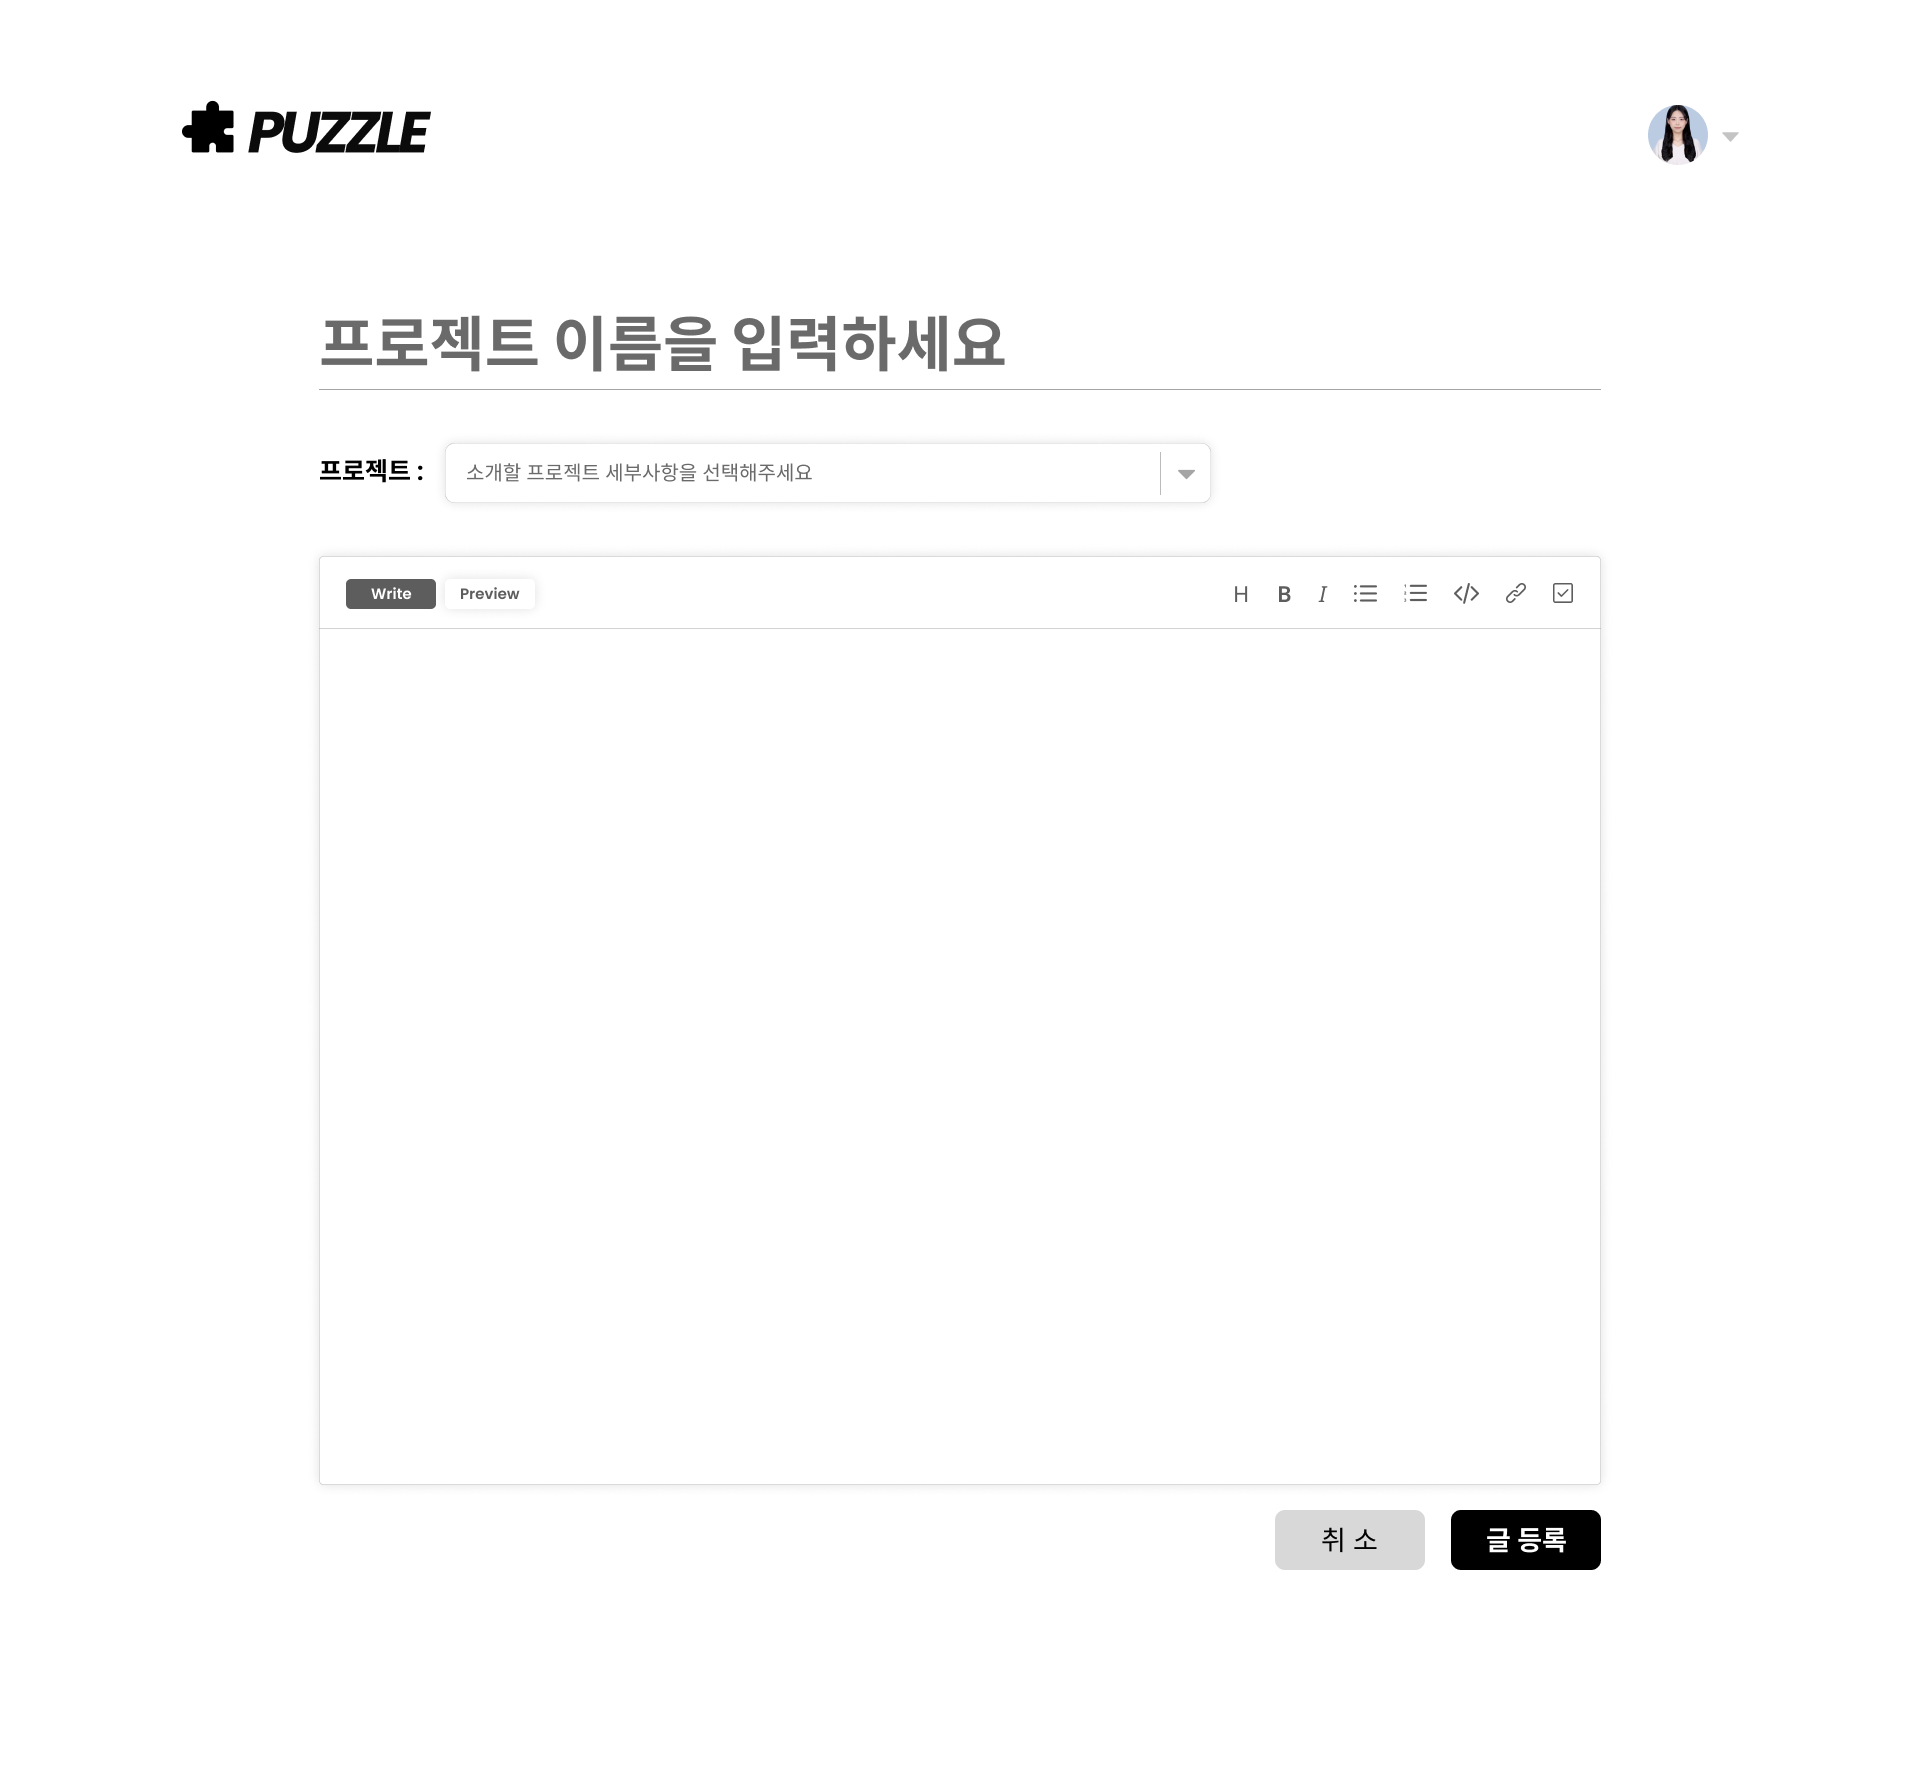 PUZZLE
프로젝트 이름을 입력하세요
프로젝트 :
소개할 프로젝트 세부사항을 선택해주세요
Write Preview H B I
취 소 글 등록